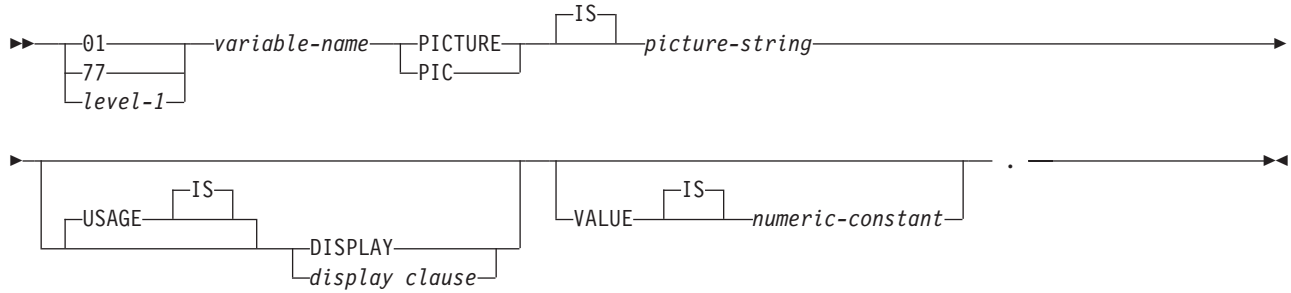 IS
01 variable-name PICTURE picture-string
77 PIC
level-1
.
IS IS
USAGE VALUE numeric-constant
DISPLAY
display clause